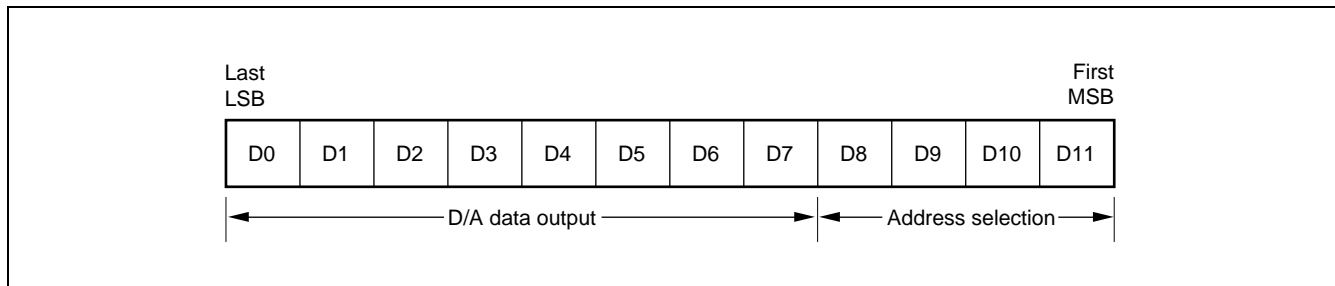 Last First
LSB MSB
D0 D1 D2 D3 D4 D5 D6 D7 D8 D9 D10 D11
D/A data output Address selection